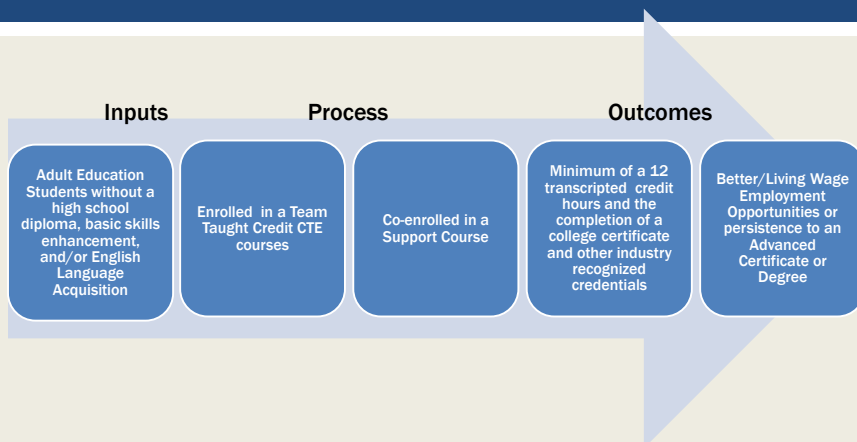 Inputs
Process
Outcomes
Adult Education
Students without a
high school
diploma, basic skills
enhancement,
and/or English
Language
Acquisition
Enrolled in a Team
Taught Credit CTE
courses
Co-enrolled in a
Support Course
Minimum of a 12
transcripted credit
hours and the
completion of a
college certificate
and other industry
recognized
credentials
Better/Living Wage
Employment
Opportunities or
persistence to an
Advanced
Certificate or
Degree